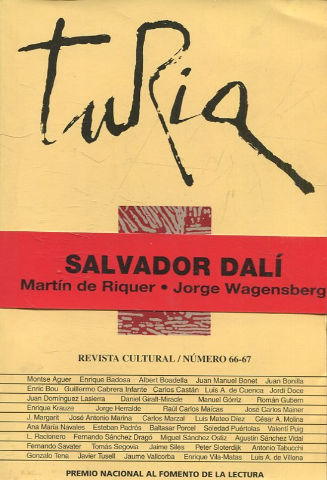 TuRia
SALVADOR DALÍ
Martín de Riquer • Jorge Wagensberg
REVISTA CULTURAL / NÚMERO 66-67
Montse Aguer Enrique Badosa Albert Boadella Juan Manuel Bonet Juan Bonilla
Enric Bou Guillermo Cabrera Infante Carlos Castán Luis A. de Cuenca Jordi Doce
Juan Domínguez Lasierra Daniel Giralt-Miracle Manuel Górriz Román Gubern
Enrique Krauze Jorge Herralde Raúl Carlos Maícas José Carlos Mainer
J. Margarit José Antonio Marina Carlos Marzal Luis Mateo Díez César A. Molina
Ana María Navales Esteban Padrós Baltasar Porcel Soledad Puértolas Valentí Puig
L. Racionero Fernando Sánchez Dragó Miguel Sánchez-Ostiz Agustín Sánchez Vidal
Fernando Savater Tomás Segovia Jaime Siles Peter Sloterdijk Antonio Tabucchi
Gonzalo Tena Javier Tusell Jaume Vallcorba Enrique Vila-Matas Luis A. de Villena
PREMIO NACIONAL AL FOMENTO DE LA LECTURA